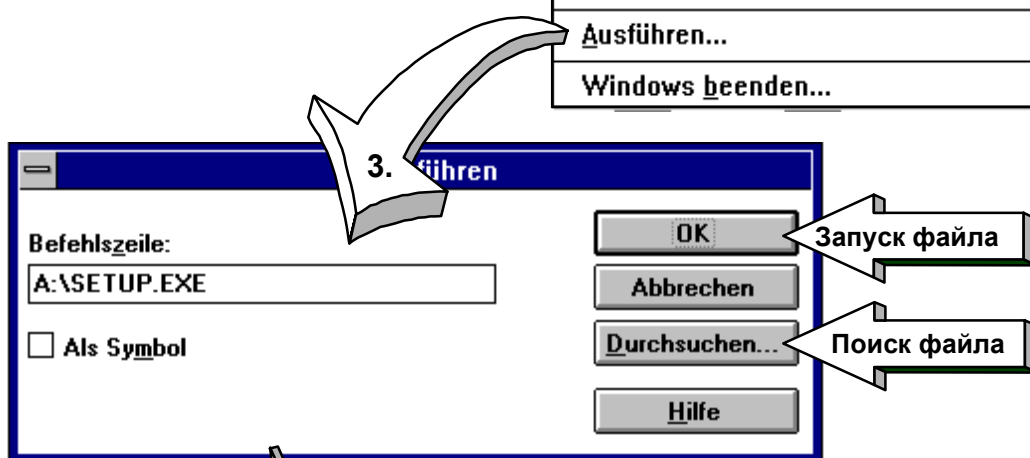 Ausführen...
Windows beenden...
3.
führen
Befehlszeile:
A:\SETUP.EXE
Als Symbol
OK
Abbrechen
Durchsuchen...
Hilfe
Запуск файла
Поиск файла